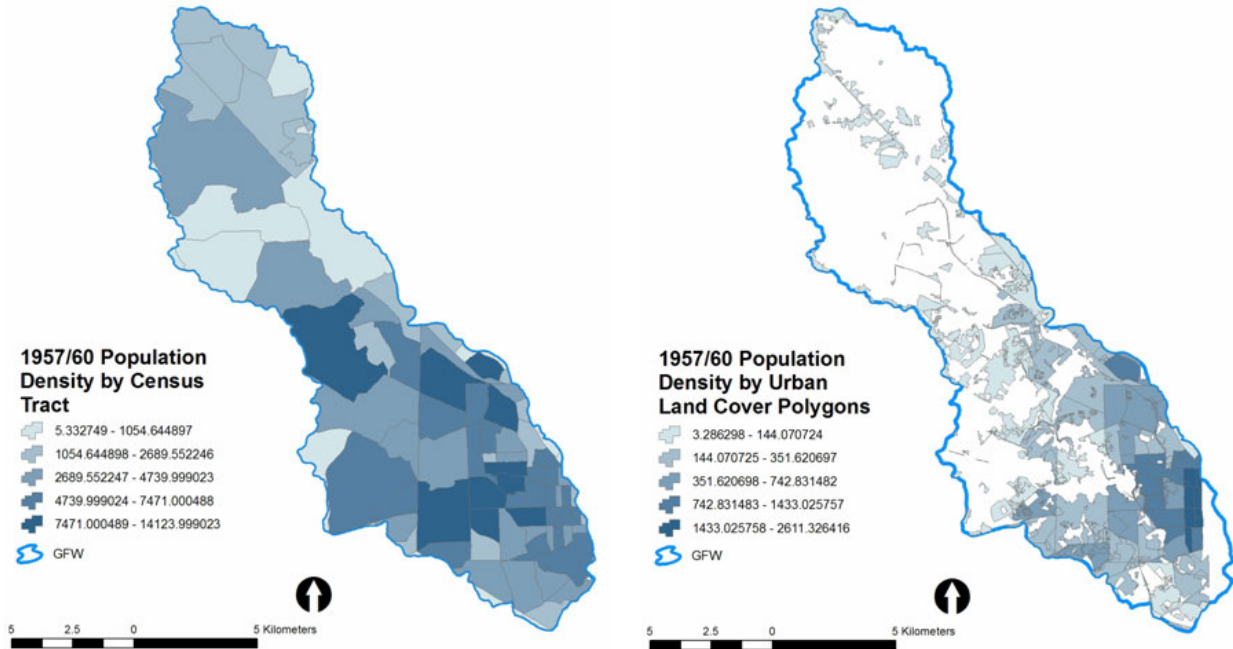 1957/60 Population
Density by Census
Tract
5.332749 - 1054.644897
1054.644898 - 2689.552246
2689.552247 - 4739.999023
4739.999024 - 7471.000488
7471.000489 - 14123.999023
GFW
5 2.5 0 5 Kilometers
1957/60 Population
Density by Urban
Land Cover Polygons
3.286298 - 144.070724
144.070725 - 351.620697
351.620698 - 742.831482
742.831483 - 1433.025757
1433.025758 - 2611.326416
GFW
5 2.5 0 5 Kilometers